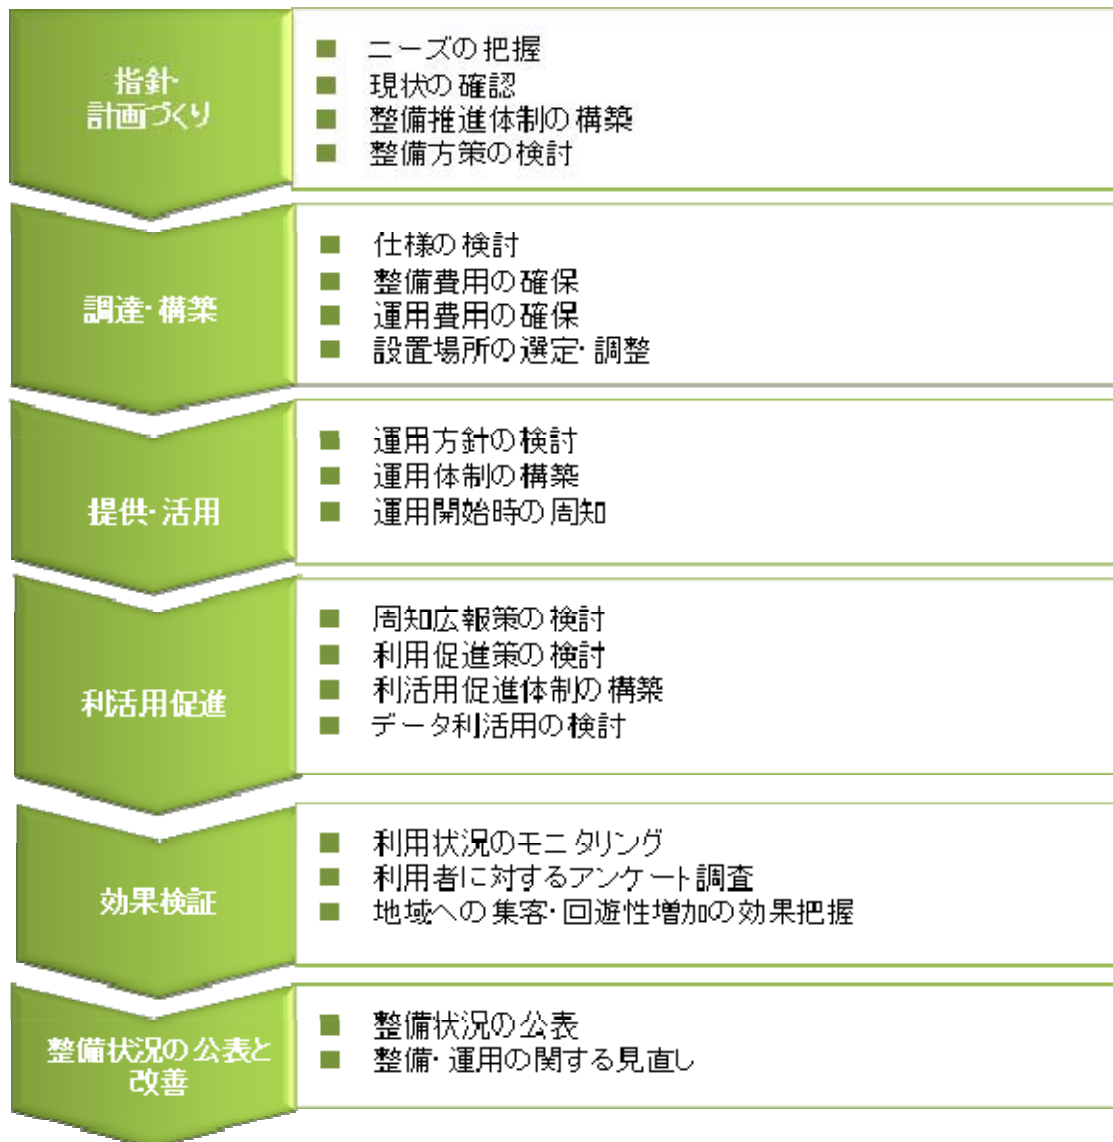 指針・
計画づくり
■ ニーズの把握
■ 現状の確認
■ 整備推進体制の構築
■ 整備方策の検討
調達・構築
■ 仕様の検討
■ 整備費用の確保
■ 運用費用の確保
■ 設置場所の選定・調整
提供・活用
■ 運用方針の検討
■ 運用体制の構築
■ 運用開始時の周知
利活用促進
■ 周知広報策の検討
■ 利用促進策の検討
■ 利活用促進体制の構築
■ データ利活用の検討
効果検証
■ 利用状況のモニタリング
■ 利用者に対するアンケート調査
■ 地域への集客・回遊性増加の効果把握
整備状況の公表と
改善
■ 整備状況の公表
■ 整備・運用の関する見直し